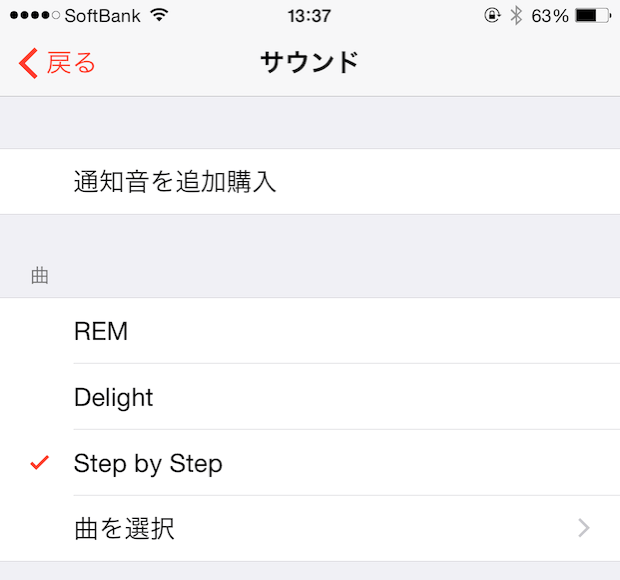 SoftBank 13:37 63%
戻る サウンド
通知音を追加購入
曲
REM
Delight
Step by Step
曲を選択